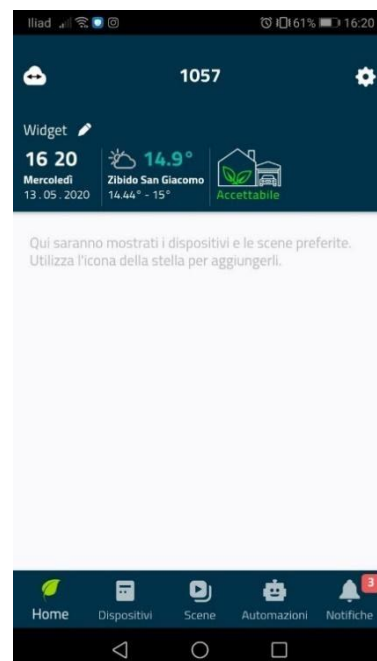 Iliad 61% 16:20
1057
Widget
16 20
Mercoledì
13.05.2020
14.9°
Zibido San Giacomo
14.44° - 15°
Accettabile
Qui saranno mostrati i dispositivi e le scene preferite.
Utilizza l'icona della stella per aggiungerli.
3
Home Dispositivi Scene Automazioni Notifiche